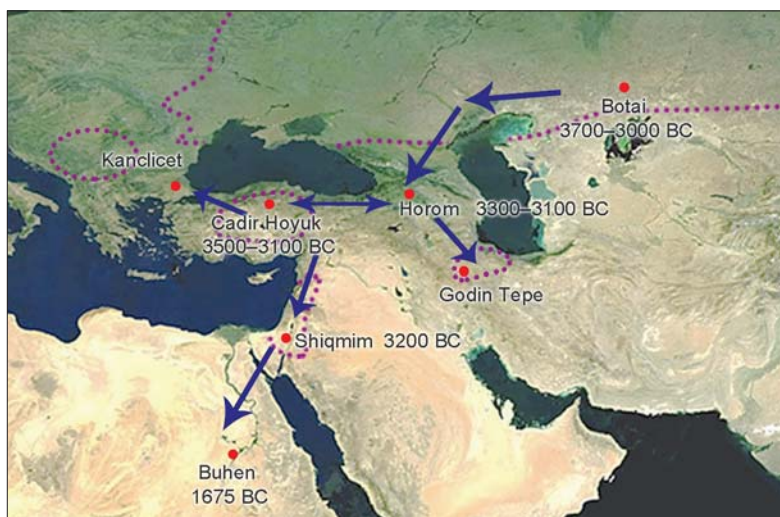 Botai
3700–3000 BC
Kanclicet
Horom 3300–3100 BC
Cadir Hoyuk
3500–3100 BC
Godin Tepe
Shiqmim 3200 BC
Buhen
1675 BC